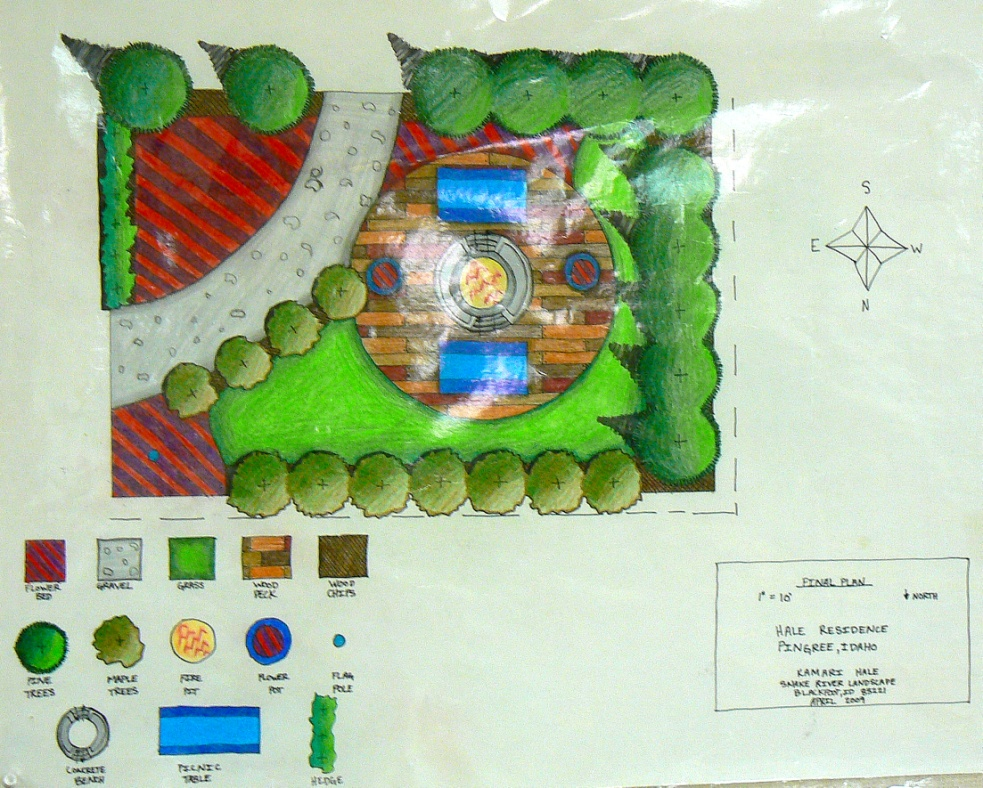 S
E W
N
FLOWER
BED
GRAVEL
GRASS
WOOD
DECK
WOOD
CHIPS
PINE
TREES
MAPLE
TREES
FIRE
PIT
FLOWER
POT
FLAG
POLE
CONCRETE
BENCH
PICNIC
TABLE
HEDGE
FINAL PLAN
1" = 10' NORTH
HALE RESIDENCE
PINGREE, IDAHO
KAMARI HALE
SNAKE RIVER LANDSCAPE
BLACKFOOT, ID 83221
APRIL 2009